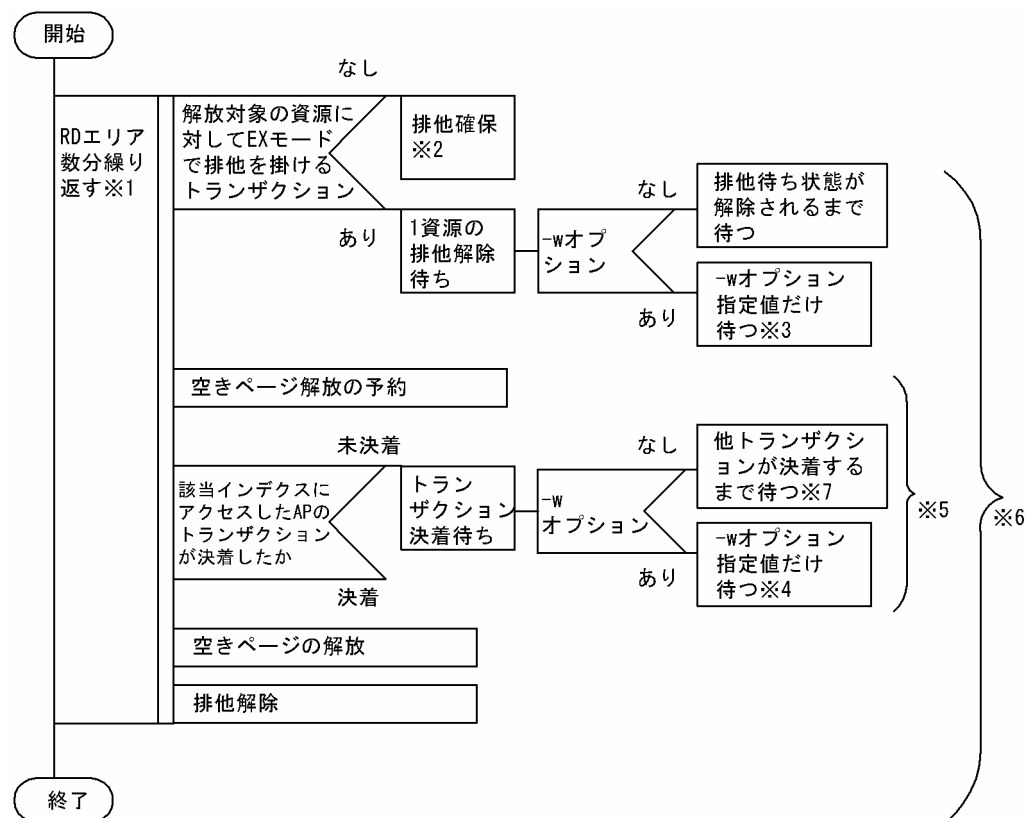 開始
RDエリア
数分繰り
返す※1
解放対象の資源に
対してEXモード
で排他を掛ける
トランザクション
なし
排他確保
※2
あり
1資源の
排他解除
待ち
-wオプ
ション
なし
排他待ち状態が
解除されるまで
待つ
あり
-wオプション
指定値だけ
待つ※3
空きページ解放の予約
該当インデクスに
アクセスしたAPの
トランザクション
が決着したか
未決着
トラン
ザクション
決着待ち
-w
オプション
なし
他トランザクシ
ョンが決着する
まで待つ※7
あり
-wオプション
指定値だけ
待つ※4
※5
※6
決着
空きページの解放
排他解除
終了